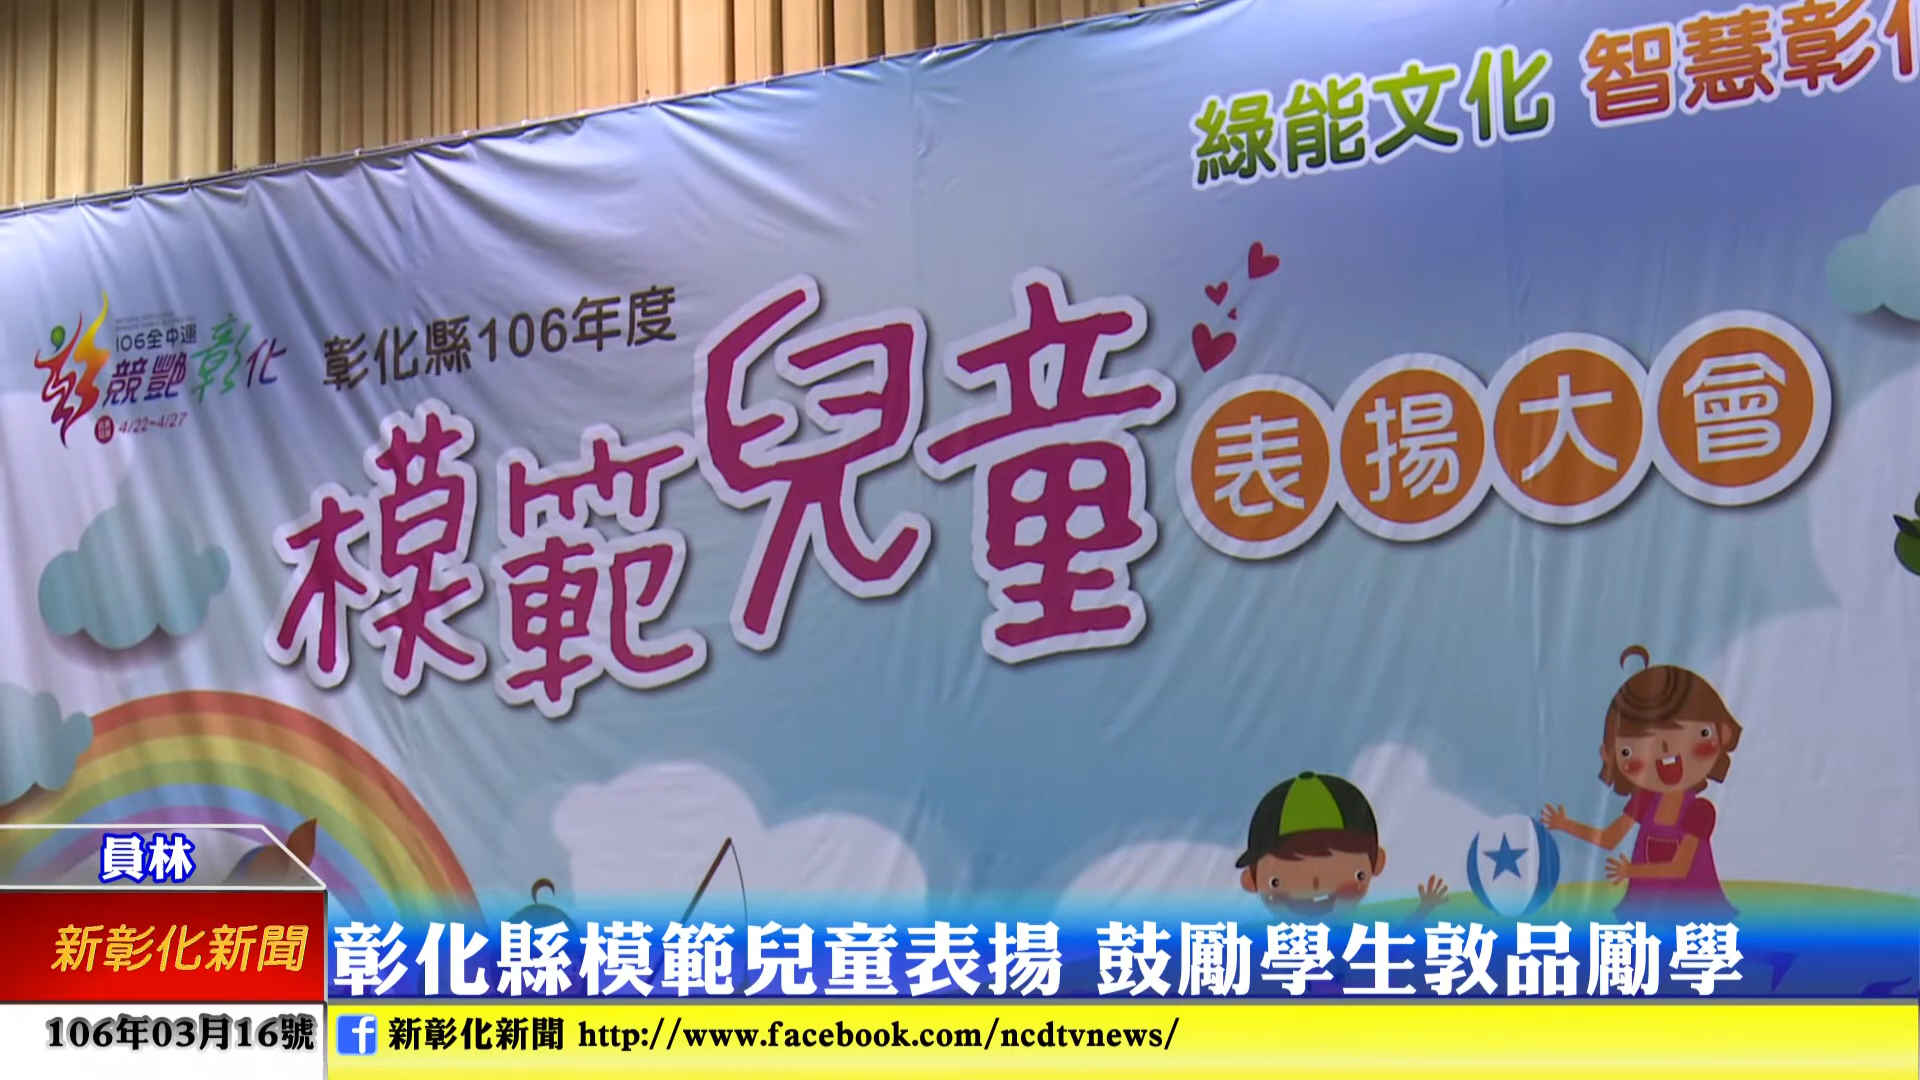 綠能文化 智慧彰化
106全中運
競艷彰化
4/22~4/27
彰化縣106年度
模範兒童表揚大會
員林
新彰化新聞
彰化縣模範兒童表揚 鼓勵學生敦品勵學
106年03月16號
新彰化新聞 http://www.facebook.com/ncdtvnews/